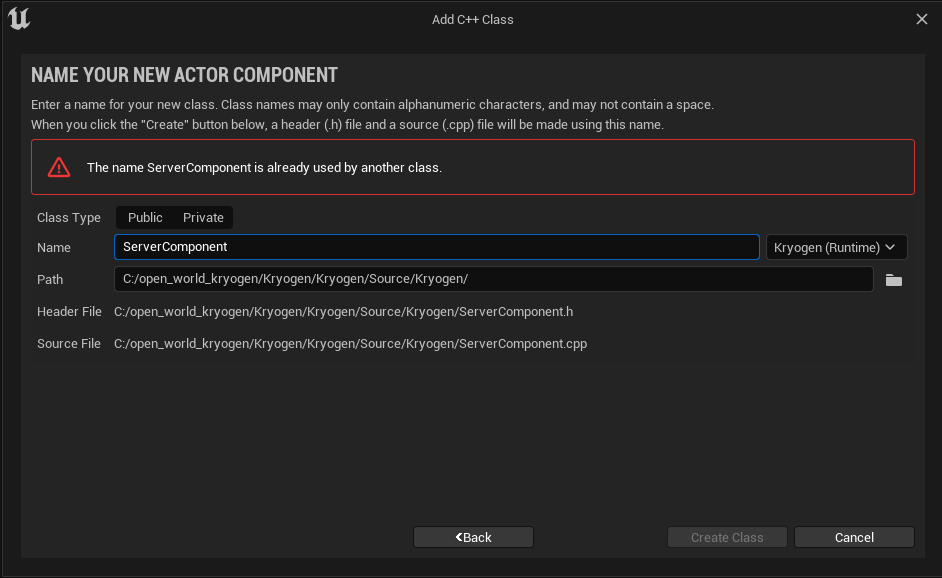 Add C++ Class
NAME YOUR NEW ACTOR COMPONENT
Enter a name for your new class. Class names may only contain alphanumeric characters, and may not contain a space.
When you click the "Create" button below, a header (.h) file and a source (.cpp) file will be made using this name.
The name ServerComponent is already used by another class.
Class Type Public Private
Name ServerComponent Kryogen (Runtime)
Path C:/open_world_kryogen/Kryogen/Kryogen/Source/Kryogen/
Header File C:/open_world_kryogen/Kryogen/Kryogen/Source/Kryogen/ServerComponent.h
Source File C:/open_world_kryogen/Kryogen/Kryogen/Source/Kryogen/ServerComponent.cpp
Back Create Class Cancel